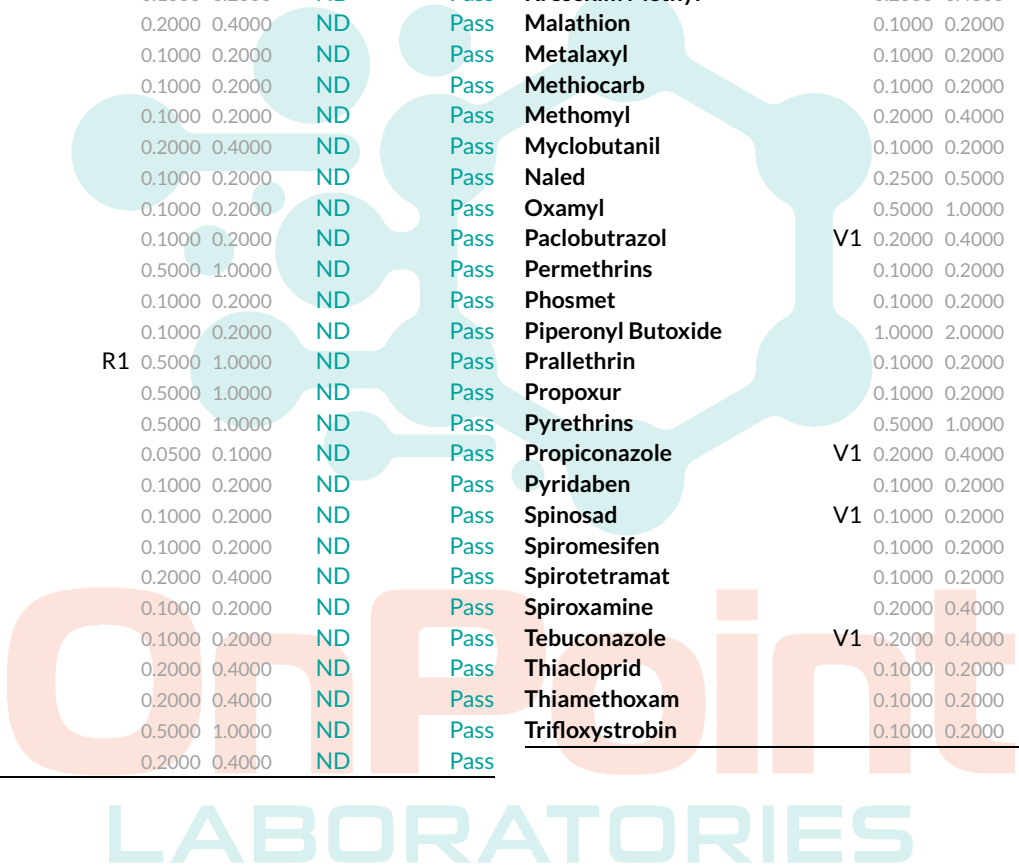 0.2000 0.4000 ND Pass Malathion 0.1000 0.2000
0.1000 0.2000 ND Pass Metalaxyl 0.1000 0.2000
0.1000 0.2000 ND Pass Methiocarb 0.1000 0.2000
0.1000 0.2000 ND Pass Methomyl 0.2000 0.4000
0.2000 0.4000 ND Pass Myclobutanil 0.1000 0.2000
0.1000 0.2000 ND Pass Naled 0.2500 0.5000
0.1000 0.2000 ND Pass Oxamyl 0.5000 1.0000
0.1000 0.2000 ND Pass Paclobutrazol V1 0.2000 0.4000
0.5000 1.0000 ND Pass Permethrins 0.1000 0.2000
0.1000 0.2000 ND Pass Phosmet 0.1000 0.2000
0.1000 0.2000 ND Pass Piperonyl Butoxide 1.0000 2.0000
R1 0.5000 1.0000 ND Pass Prallethrin 0.1000 0.2000
0.5000 1.0000 ND Pass Propoxur 0.1000 0.2000
0.5000 1.0000 ND Pass Pyrethrins 0.5000 1.0000
0.0500 0.1000 ND Pass Propiconazole V1 0.2000 0.4000
0.1000 0.2000 ND Pass Pyridaben 0.1000 0.2000
0.1000 0.2000 ND Pass Spinosad V1 0.1000 0.2000
0.1000 0.2000 ND Pass Spiromesifen 0.1000 0.2000
0.2000 0.4000 ND Pass Spirotetramat 0.1000 0.2000
0.1000 0.2000 ND Pass Spiroxamine 0.2000 0.4000
0.1000 0.2000 ND Pass Tebuconazole V1 0.2000 0.4000
0.2000 0.4000 ND Pass Thiacloprid 0.1000 0.2000
0.2000 0.4000 ND Pass Thiamethoxam 0.1000 0.2000
0.5000 1.0000 ND Pass Trifloxystrobin 0.1000 0.2000
0.2000 0.4000 ND Pass
OnPoint
LABORATORIES